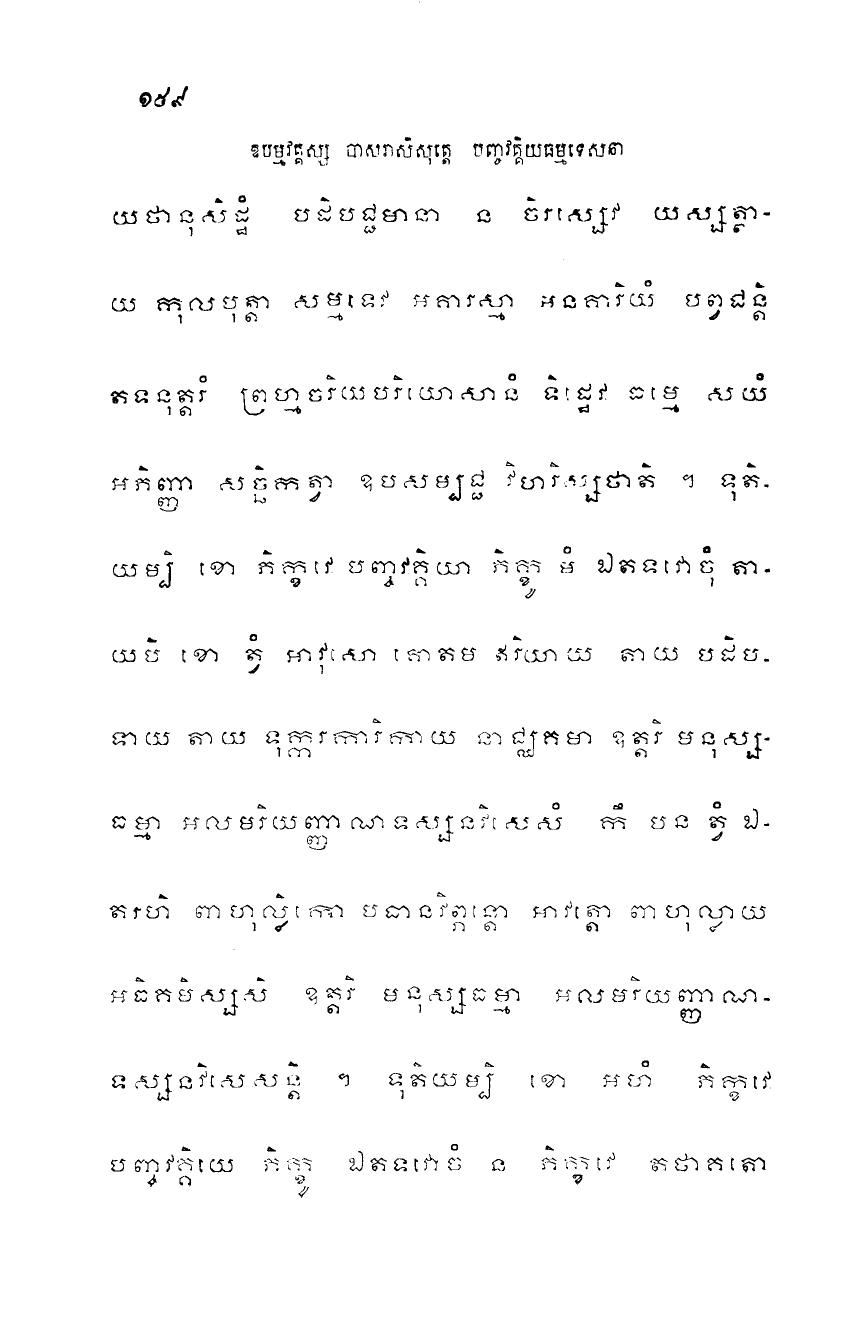 ១៥៩
ឧបម្មវគ្គស្ស បាសរាសិសុត្តេ បញ្ចវគ្គិយធម្មទេសនា
យថានុសិដ្ឋំ បដិបជ្ជមានា ន ចិរស្សេវ យស្សត្ថា-
យ កុលបុត្តា សម្មទេវ អគារស្មា អនគារិយំ បព្វជន្តិ
តទនុត្តរំ ព្រហ្មចរិយបរិយោសានំ ទិដ្ឋេវ ធម្មេ សយំ
អភិញ្ញា សច្ឆិកត្វា ឧបសម្បជ្ជ វិហរិស្សថាតិ ។ ទុតិ-
យម្បិ ខោ ភិក្ខវេ បញ្ចវគ្គិយា ភិក្ខូ មំ ឯតទវោចុំ តា-
យបិ ខោ ត្វំ អាវុសោ គោតម ឥរិយាយ តាយ បដិប-
ទាយ តាយ ទុក្ករការិកាយ នាជ្ឈគមា ឧត្តរិ មនុស្ស-
ធម្មា អលមរិយញ្ញាណទស្សនវិសេសំ កឹ បន ត្វំ ឯ-
តរហិ ពាហុល្លិកោ បធានវិព្ភន្តោ អាវត្តោ ពាហុល្លាយ
អធិគមិស្សសិ ឧត្តរិ មនុស្សធម្មា អលមរិយញ្ញាណ-
ទស្សនវិសេសន្តិ ។ ទុតិយម្បិ ខោ អហំ ភិក្ខវេ
បញ្ចវគ្គិយេ ភិក្ខូ ឯតទវោចំ ន ភិក្ខវេ តថាគតោ